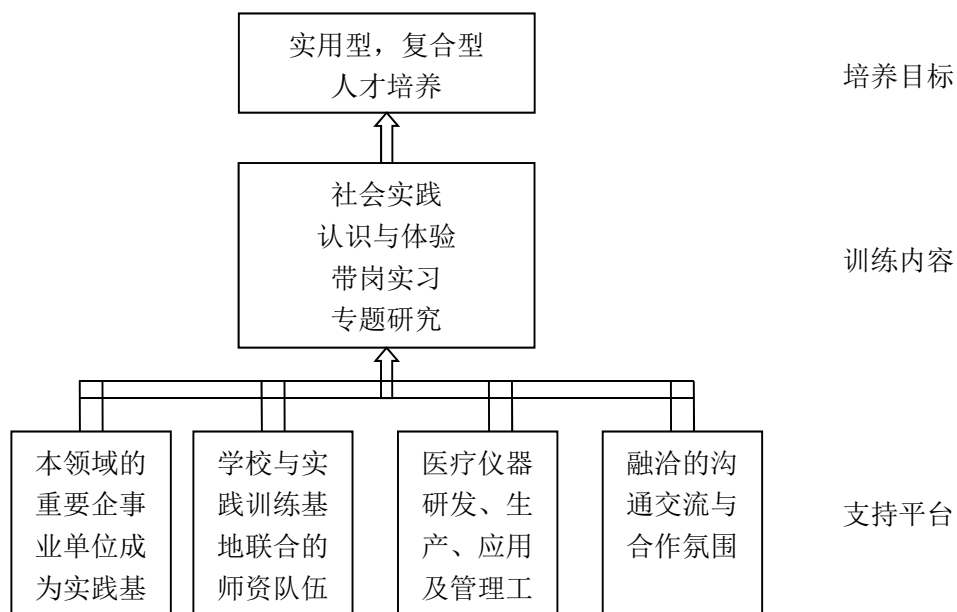 实用型，复合型
人才培养
培养目标
社会实践
认识与体验
带岗实习
专题研究
训练内容
本领域的
重要企事
业单位成
为实践基
学校与实
践训练基
地联合的
师资队伍
医疗仪器
研发、生
产、应用
及管理工
融洽的沟
通交流与
合作氛围
支持平台